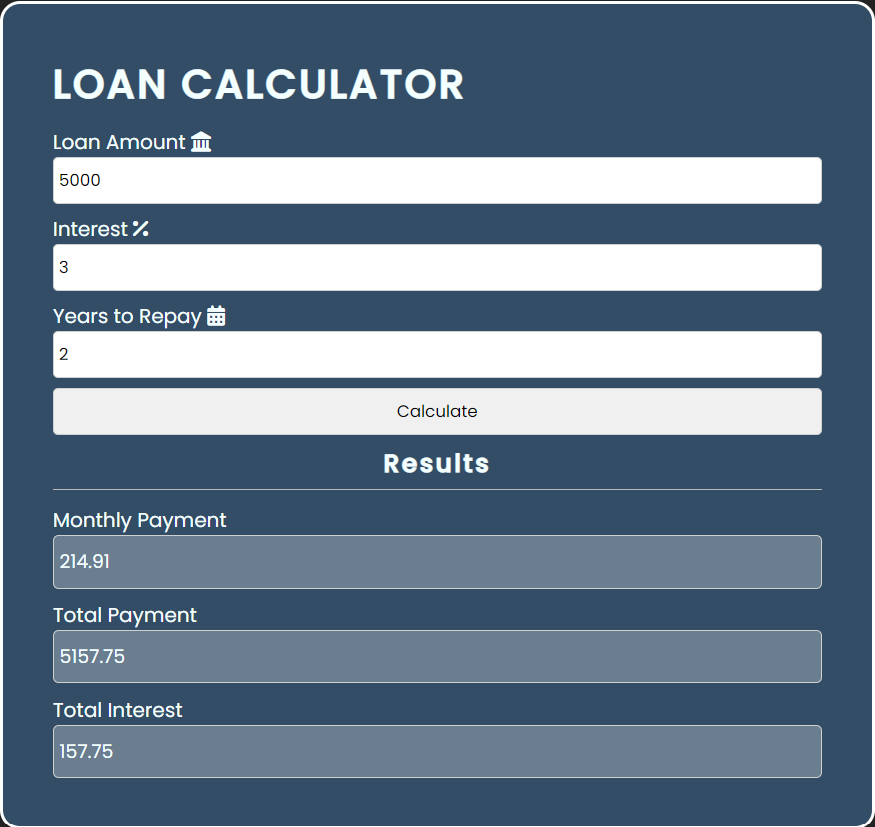 LOAN CALCULATOR
Loan Amount
5000
Interest
3
Years to Repay
2
Calculate
Results
Monthly Payment
214.91
Total Payment
5157.75
Total Interest
157.75